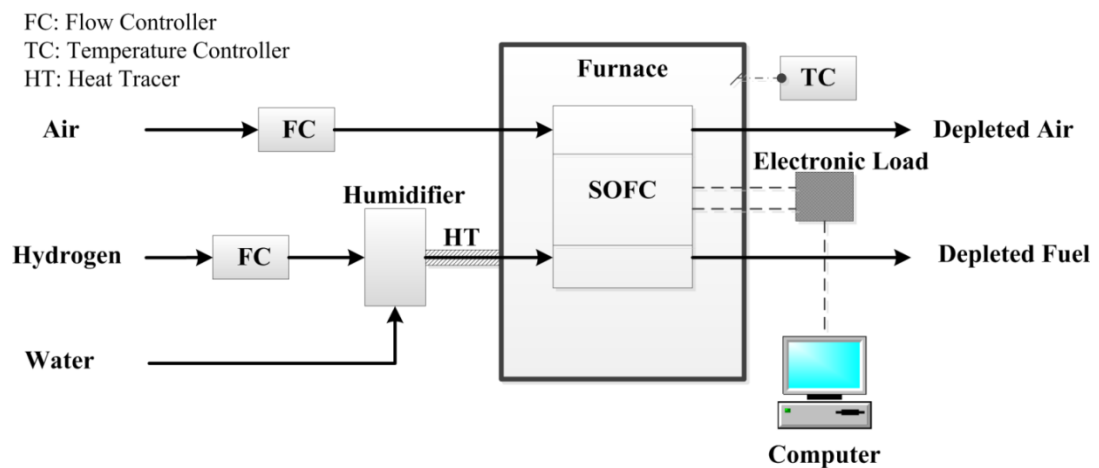 FC: Flow Controller
TC: Temperature Controller
HT: Heat Tracer
Furnace
TC
Air
FC
Depleted Air
Electronic Load
Humidifier
SOFC
HT
Hydrogen
FC
Depleted Fuel
Water
Computer